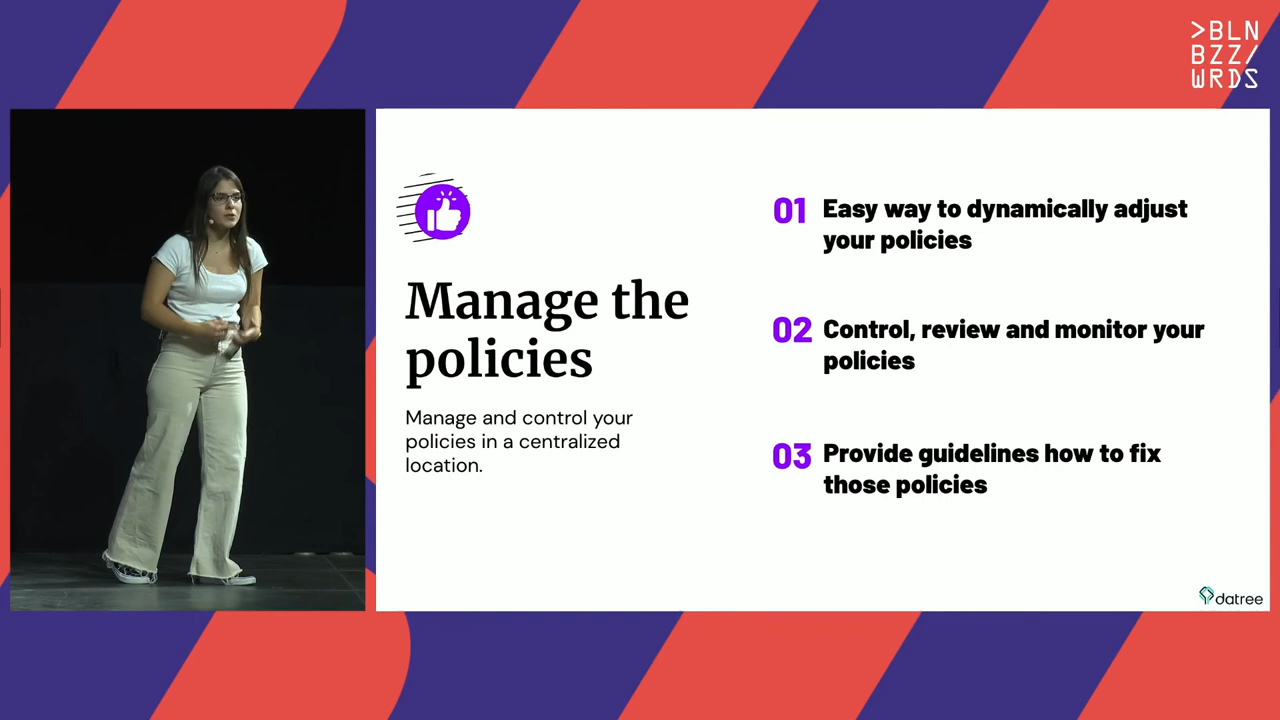 >BLN
BZZ/
WRDS
Manage the
policies
Manage and control your
policies in a centralized
location.
01 Easy way to dynamically adjust
your policies
02 Control, review and monitor your
policies
03 Provide guidelines how to fix
those policies
datree